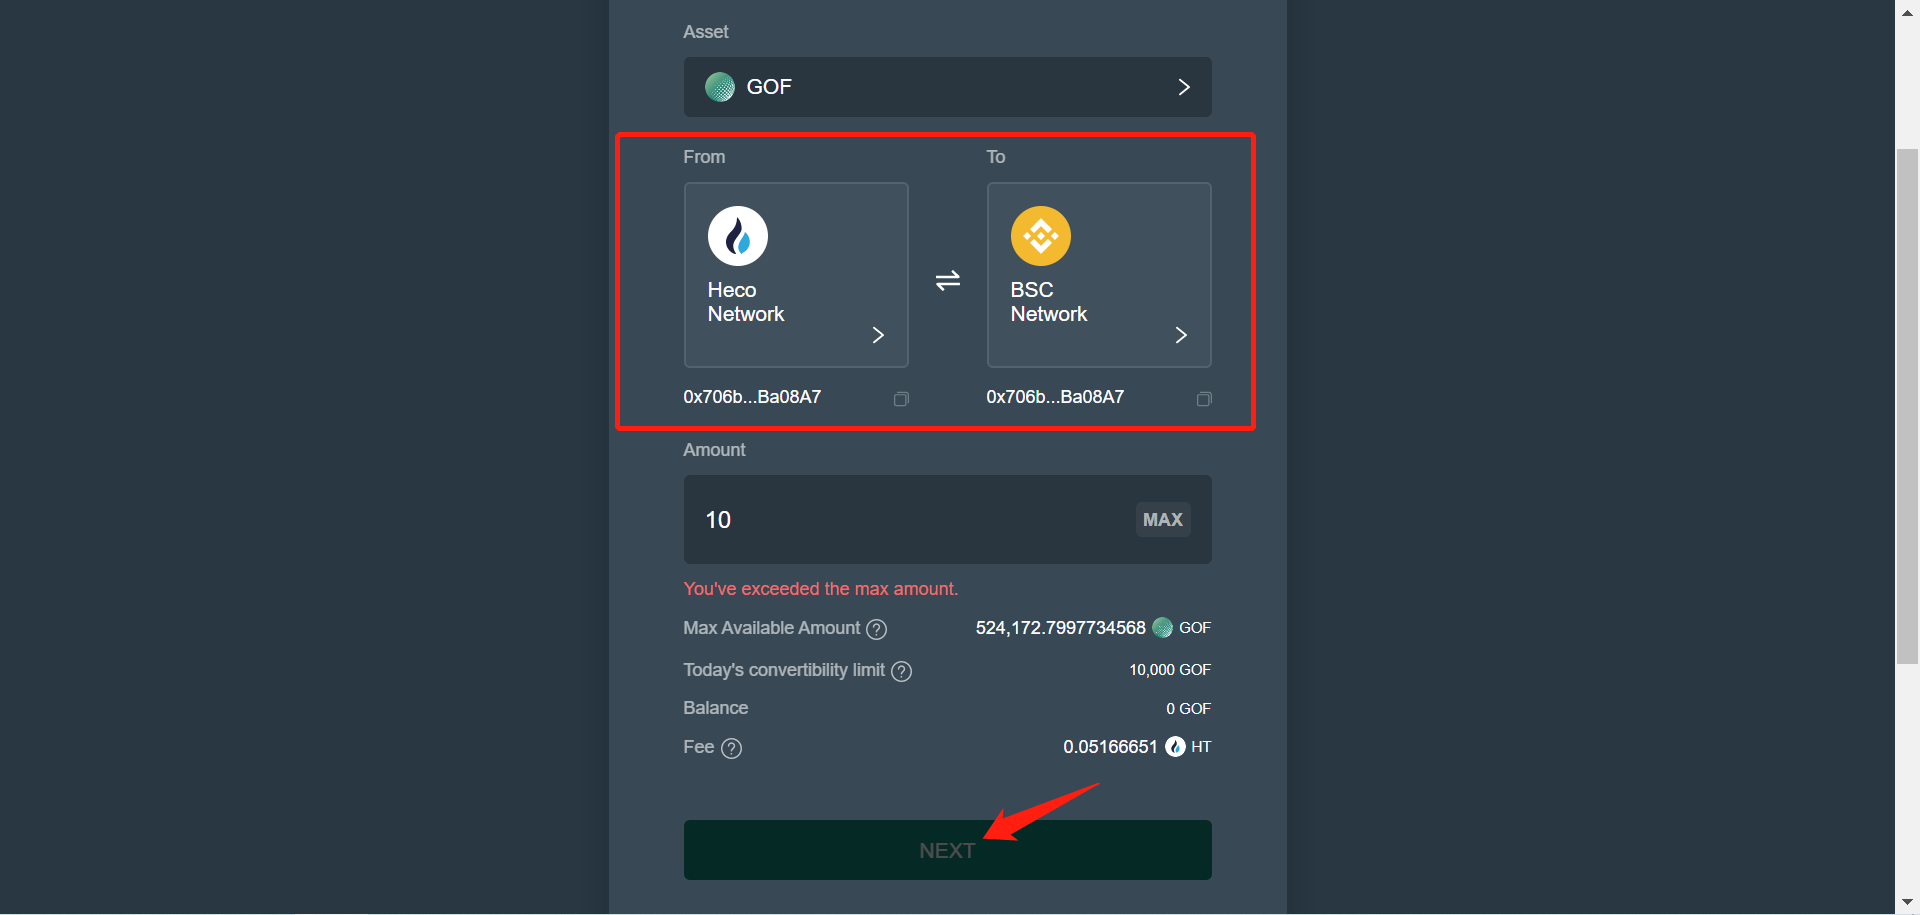 Asset
GOF
From
To
Heco
Network
BSC
Network
0x706b...Ba08A7
0x706b...Ba08A7
Amount
10
MAX
You've exceeded the max amount.
Max Available Amount ?
524,172.7997734568 GOF
Today's convertibility limit ?
10,000 GOF
Balance
0 GOF
Fee ?
0.05166651 HT
NEXT